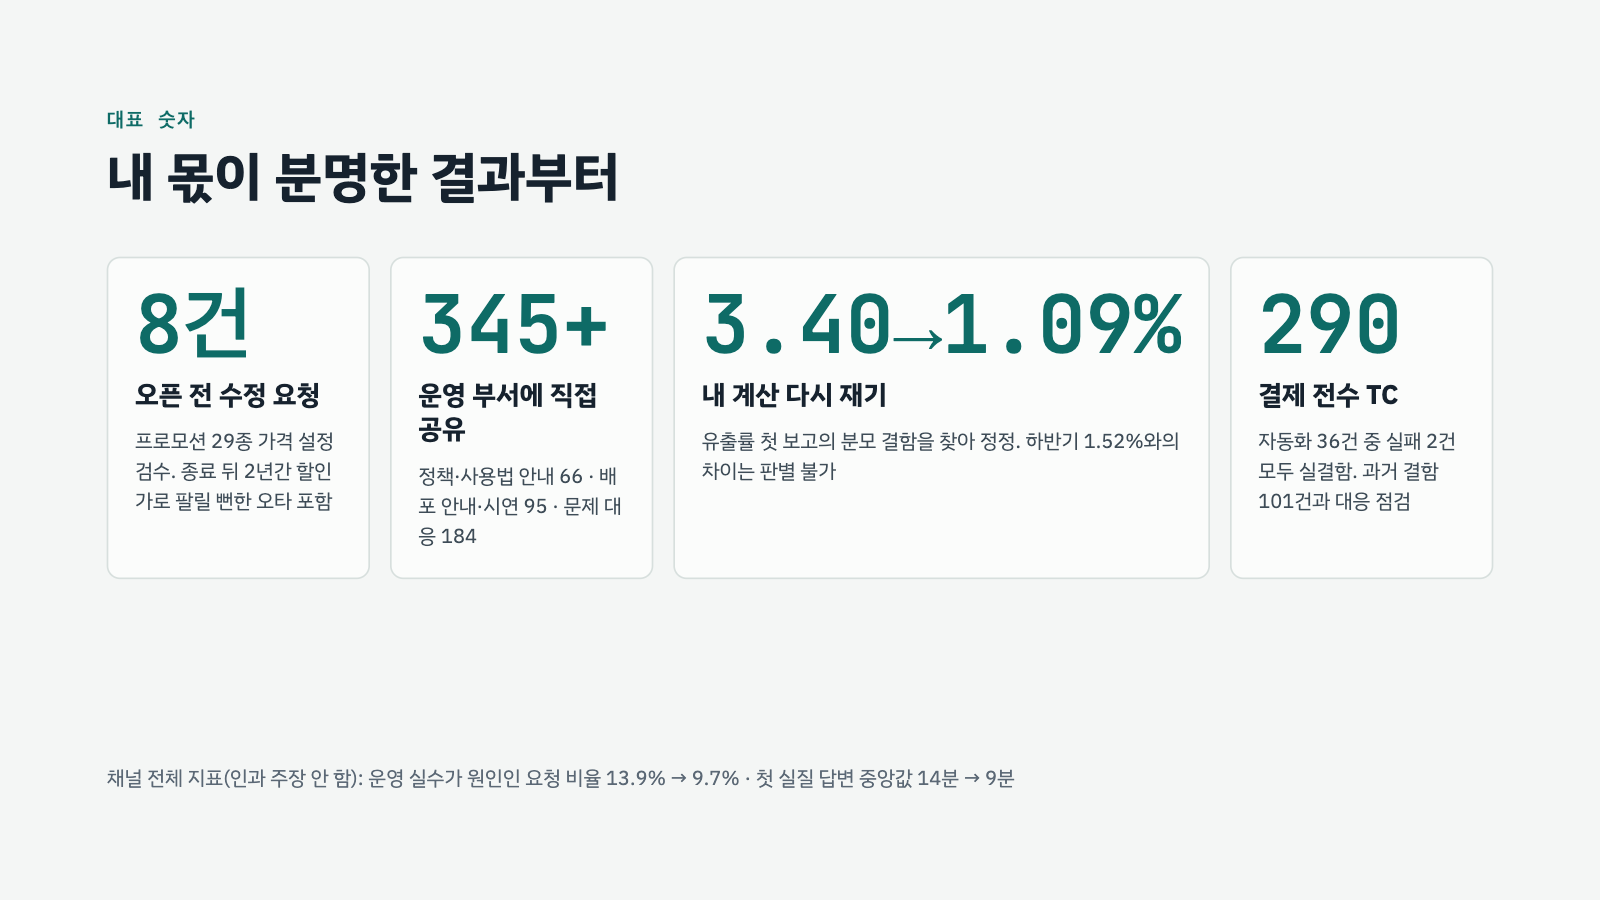 대표 숫자
내 몫이 분명한 결과부터
8건
오픈 전 수정 요청
프로모션 29종 가격 설정
검수. 종료 뒤 2년간 할인
가로 팔릴 뻔한 오타 포함
345+
운영 부서에 직접
공유
정책·사용법 안내 66 · 배
포 안내·시연 95 · 문제 대
응 184
3.40→1.09%
내 계산 다시 재기
유출률 첫 보고의 분모 결함을 찾아 정정. 하반기 1.52%와의
차이는 판별 불가
290
결제 전수 TC
자동화 36건 중 실패 2건
모두 실결함. 과거 결함
101건과 대응 점검
채널 전체 지표(인과 주장 안 함): 운영 실수가 원인인 요청 비율 13.9% → 9.7% · 첫 실질 답변 중앙값 14분 → 9분